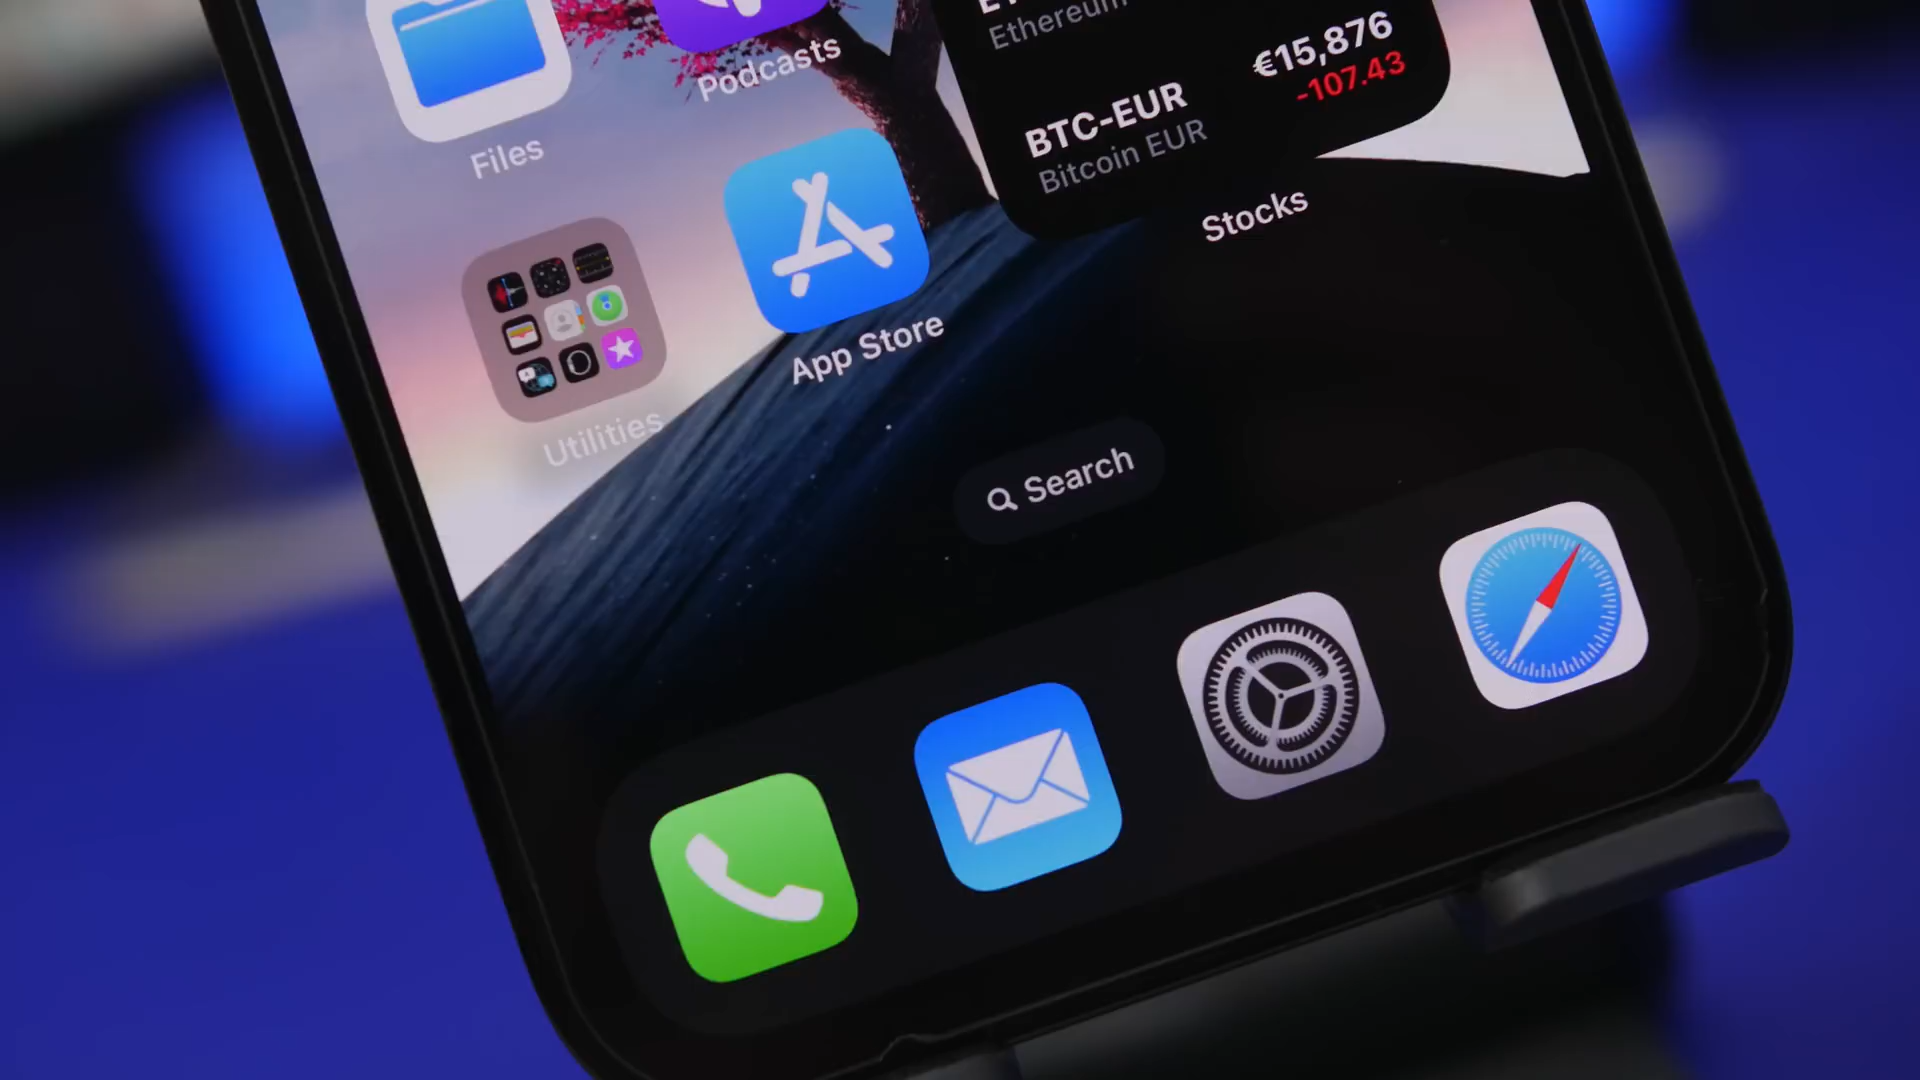 Ethereum
€15,876
Podcasts
-107.43
BTC-EUR
Files
Bitcoin EUR
Stocks
App Store
Utilities
Search